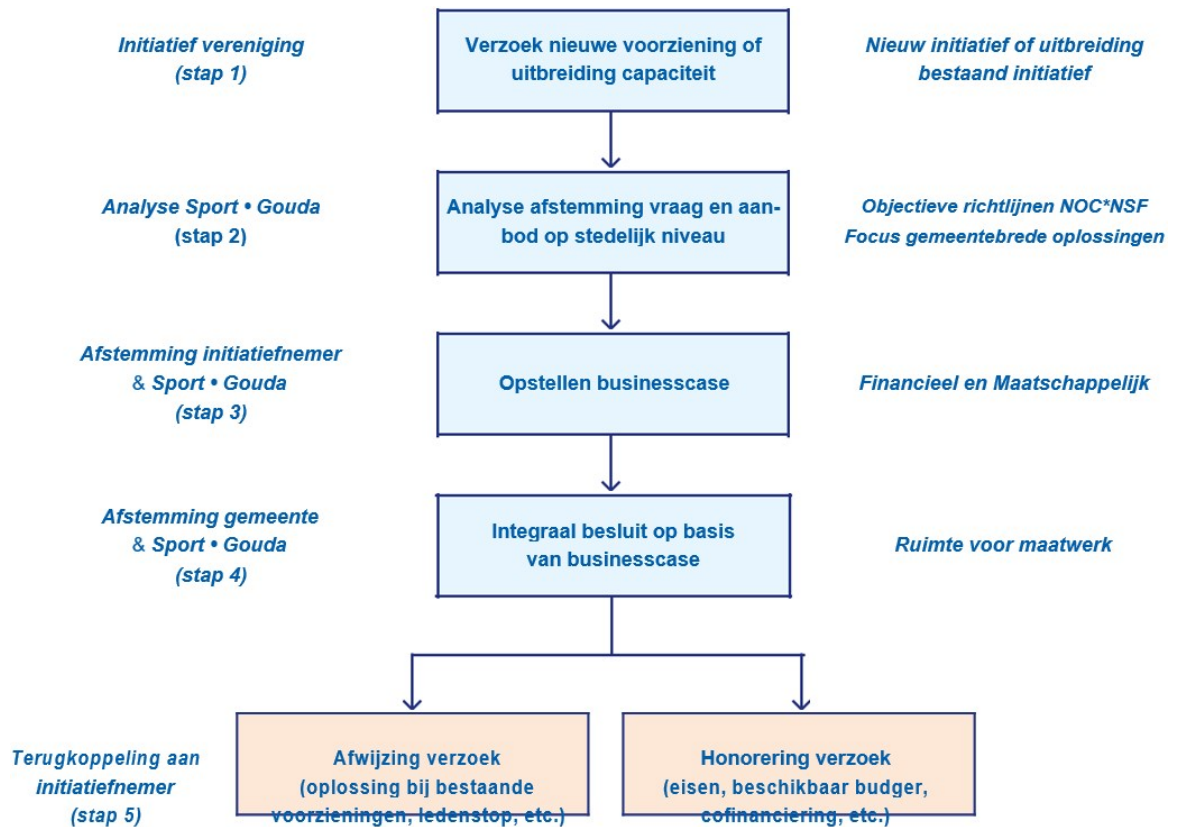 Initiatief vereniging
(stap 1)
Verzoek nieuwe voorziening of
uitbreiding capaciteit
Nieuw initiatief of uitbreiding
bestaand initiatief
Analyse Sport • Gouda
(stap 2)
Analyse afstemming vraag en aan-
bod op stedelijk niveau
Objectieve richtlijnen NOC*NSF
Focus gemeentebrede oplossingen
Afstemming initiatiefnemer
& Sport • Gouda
(stap 3)
Opstellen businesscase
Financieel en Maatschappelijk
Afstemming gemeente
& Sport • Gouda
(stap 4)
Integraal besluit op basis
van businesscase
Ruimte voor maatwerk
Terugkoppeling aan
initiatiefnemer
(stap 5)
Afwijzing verzoek
(oplossing bij bestaande
voorzieningen, ledenstop, etc.)
Honorering verzoek
(eisen, beschikbaar budger,
cofinanciering, etc.)